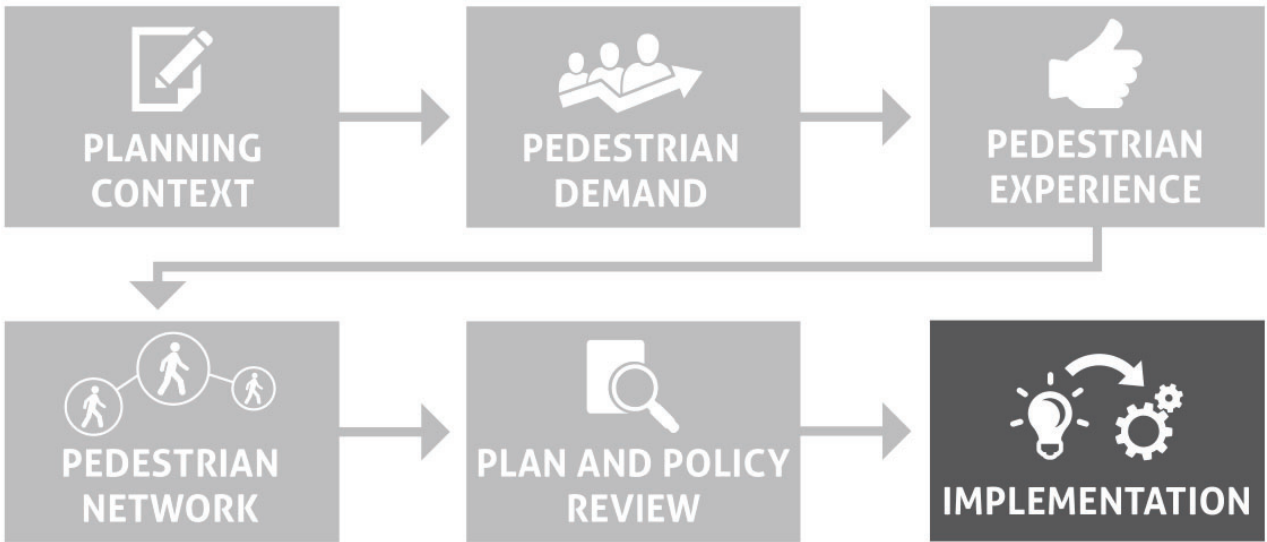 PLANNING
CONTEXT
PEDESTRIAN
DEMAND
PEDESTRIAN
EXPERIENCE
PEDESTRIAN
NETWORK
PLAN AND POLICY
REVIEW
IMPLEMENTATION